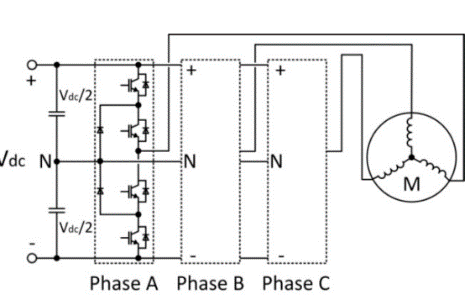 + + +
Vdc/2
Vdc N N N
M
Vdc/2
- - -
Phase A Phase B Phase C